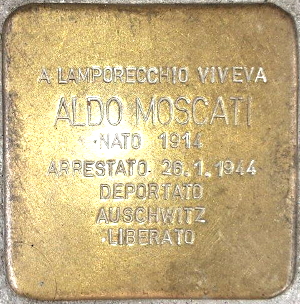 A LAMPORECCHIO VIVEVA
ALDO MOSCATI
NATO 1914
ARRESTATO 26.1.1944
DEPORTATO
AUSCHWITZ
LIBERATO